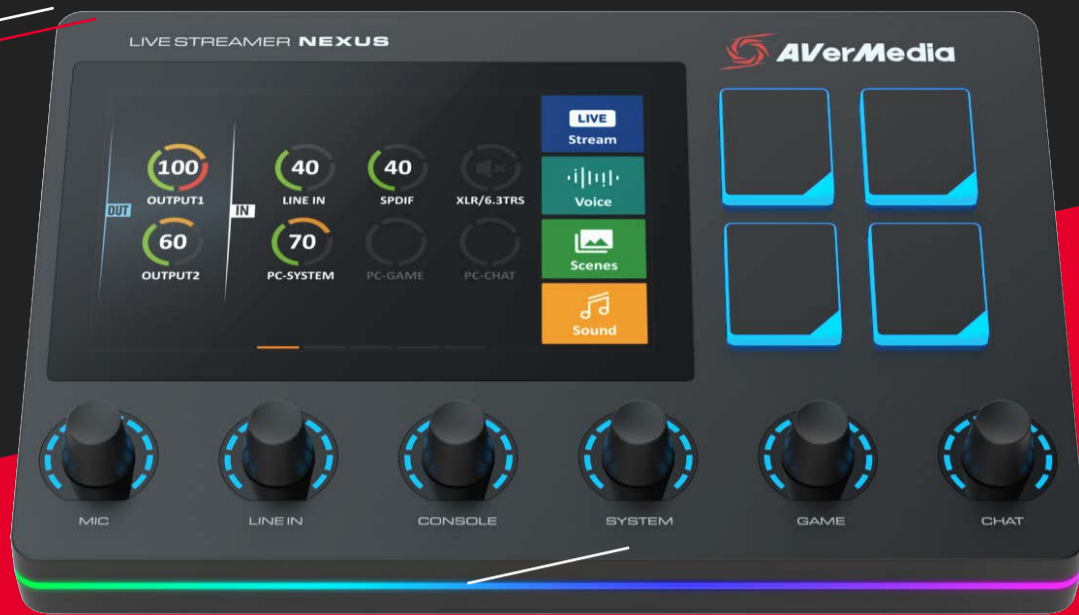 LIVE STREAMER NEXUS
AVerMedia
LIVE
Stream
Voice
Scenes
Sound
OUT
100
OUTPUT1
60
OUTPUT2
IN
40
LINE IN
40
SPDIF
XLR/6.3TRS
70
PC-SYSTEM
PC-GAME
PC-CHAT
MIC
LINE IN
CONSOLE
SYSTEM
GAME
CHAT